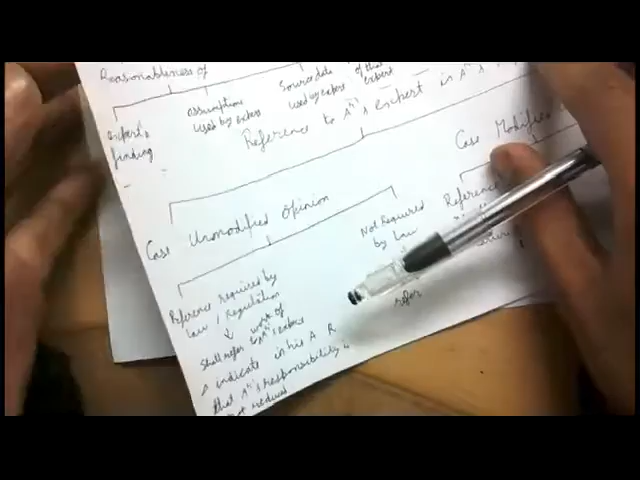 Reasonableness of
expert's
finding
assumptions
used by expert
Source data
used by expert
of that
expert
Reference to A's expert in A's
Case Unmodified Opinion
Case Modified
Reference required by
law / Regulation
↓
shall refer work of
indicate in his A R
that A's responsibility is
not reduced
Not Required
by Law
refer
Reference